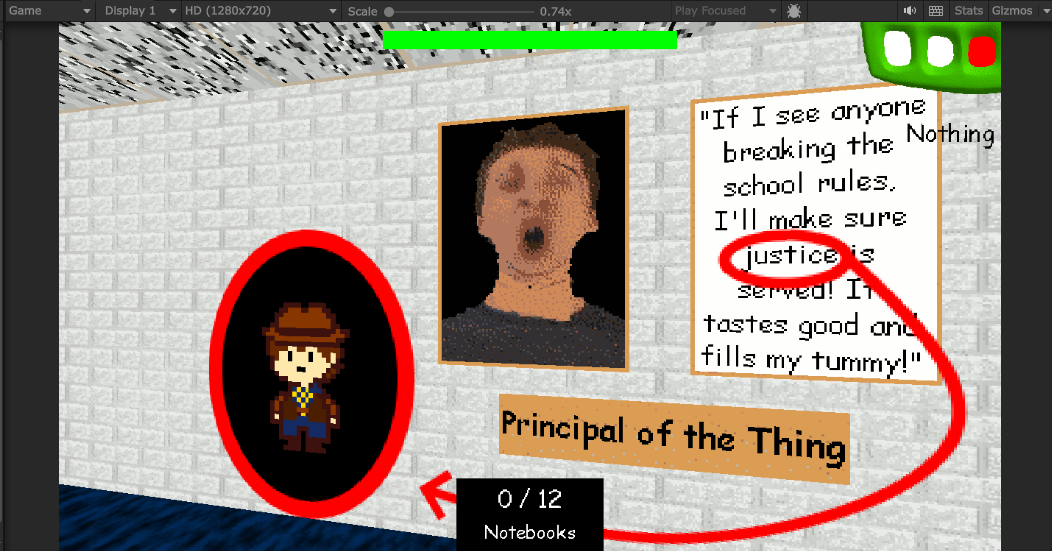 Game Display 1 HD (1280x720) Scale 0.74x Play Focused Stats Gizmos
"If I see anyone
breaking the
school rules,
I'll make sure
justice is
served! It
tastes good and
fills my tummy!"
Nothing
Principal of the Thing
0 / 12
Notebooks